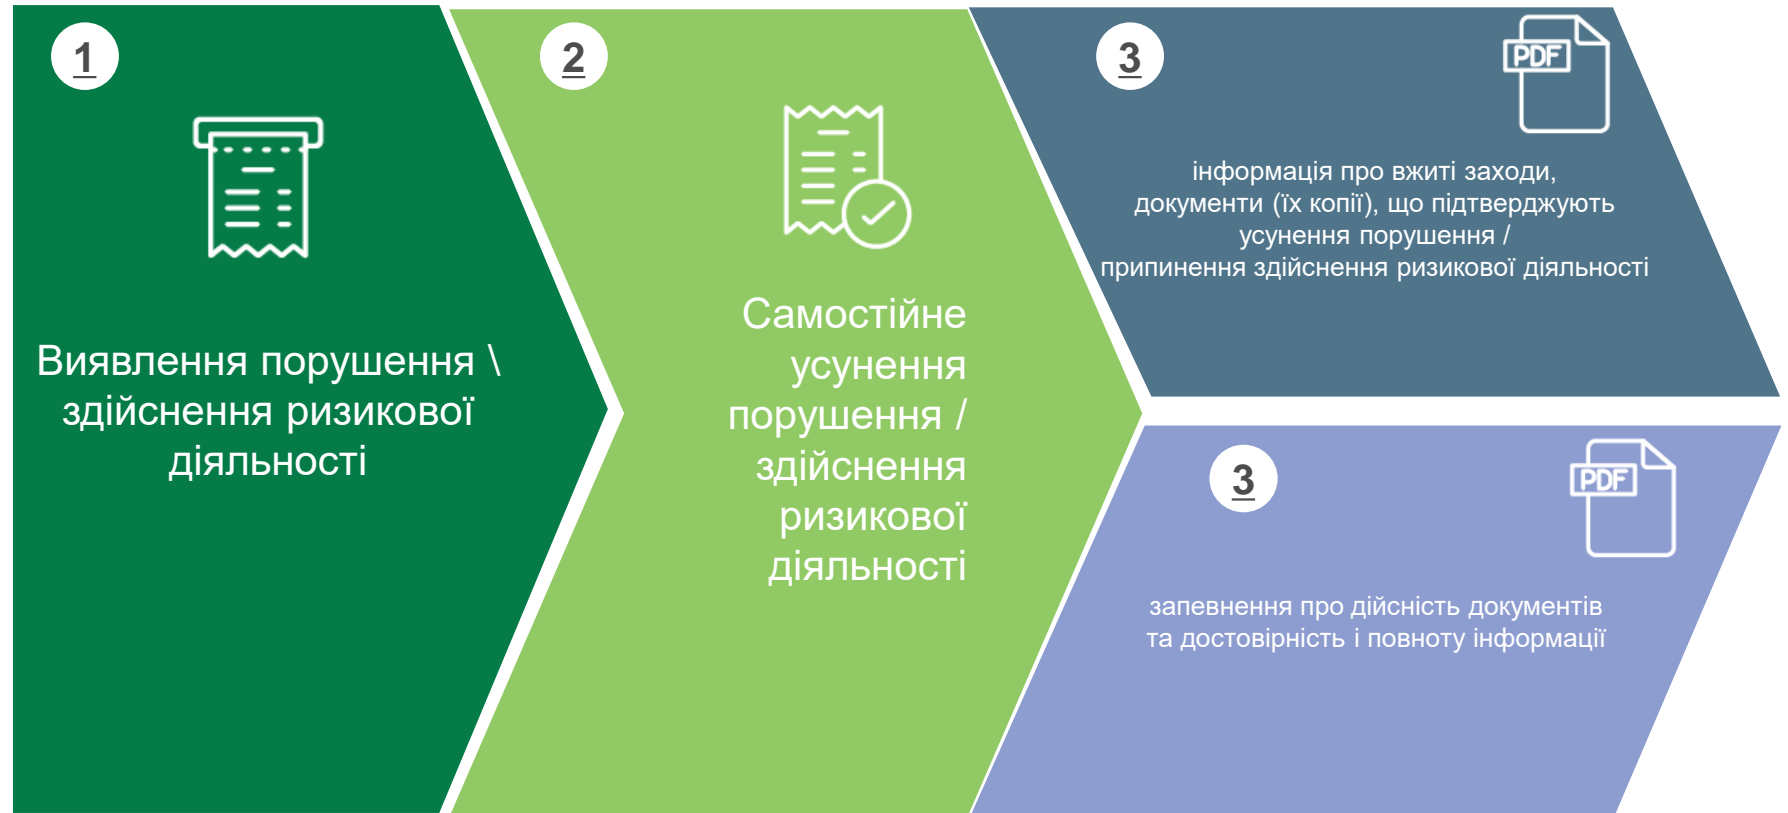 1
Виявлення порушення \
здійснення ризикової
діяльності
2
Самостійне
усунення
порушення /
здійснення
ризикової
діяльності
3
PDF
інформація про вжиті заходи,
документи (їх копії), що підтверджують
усунення порушення /
припинення здійснення ризикової діяльності
3
PDF
запевнення про дійсність документів
та достовірність і повноту інформації